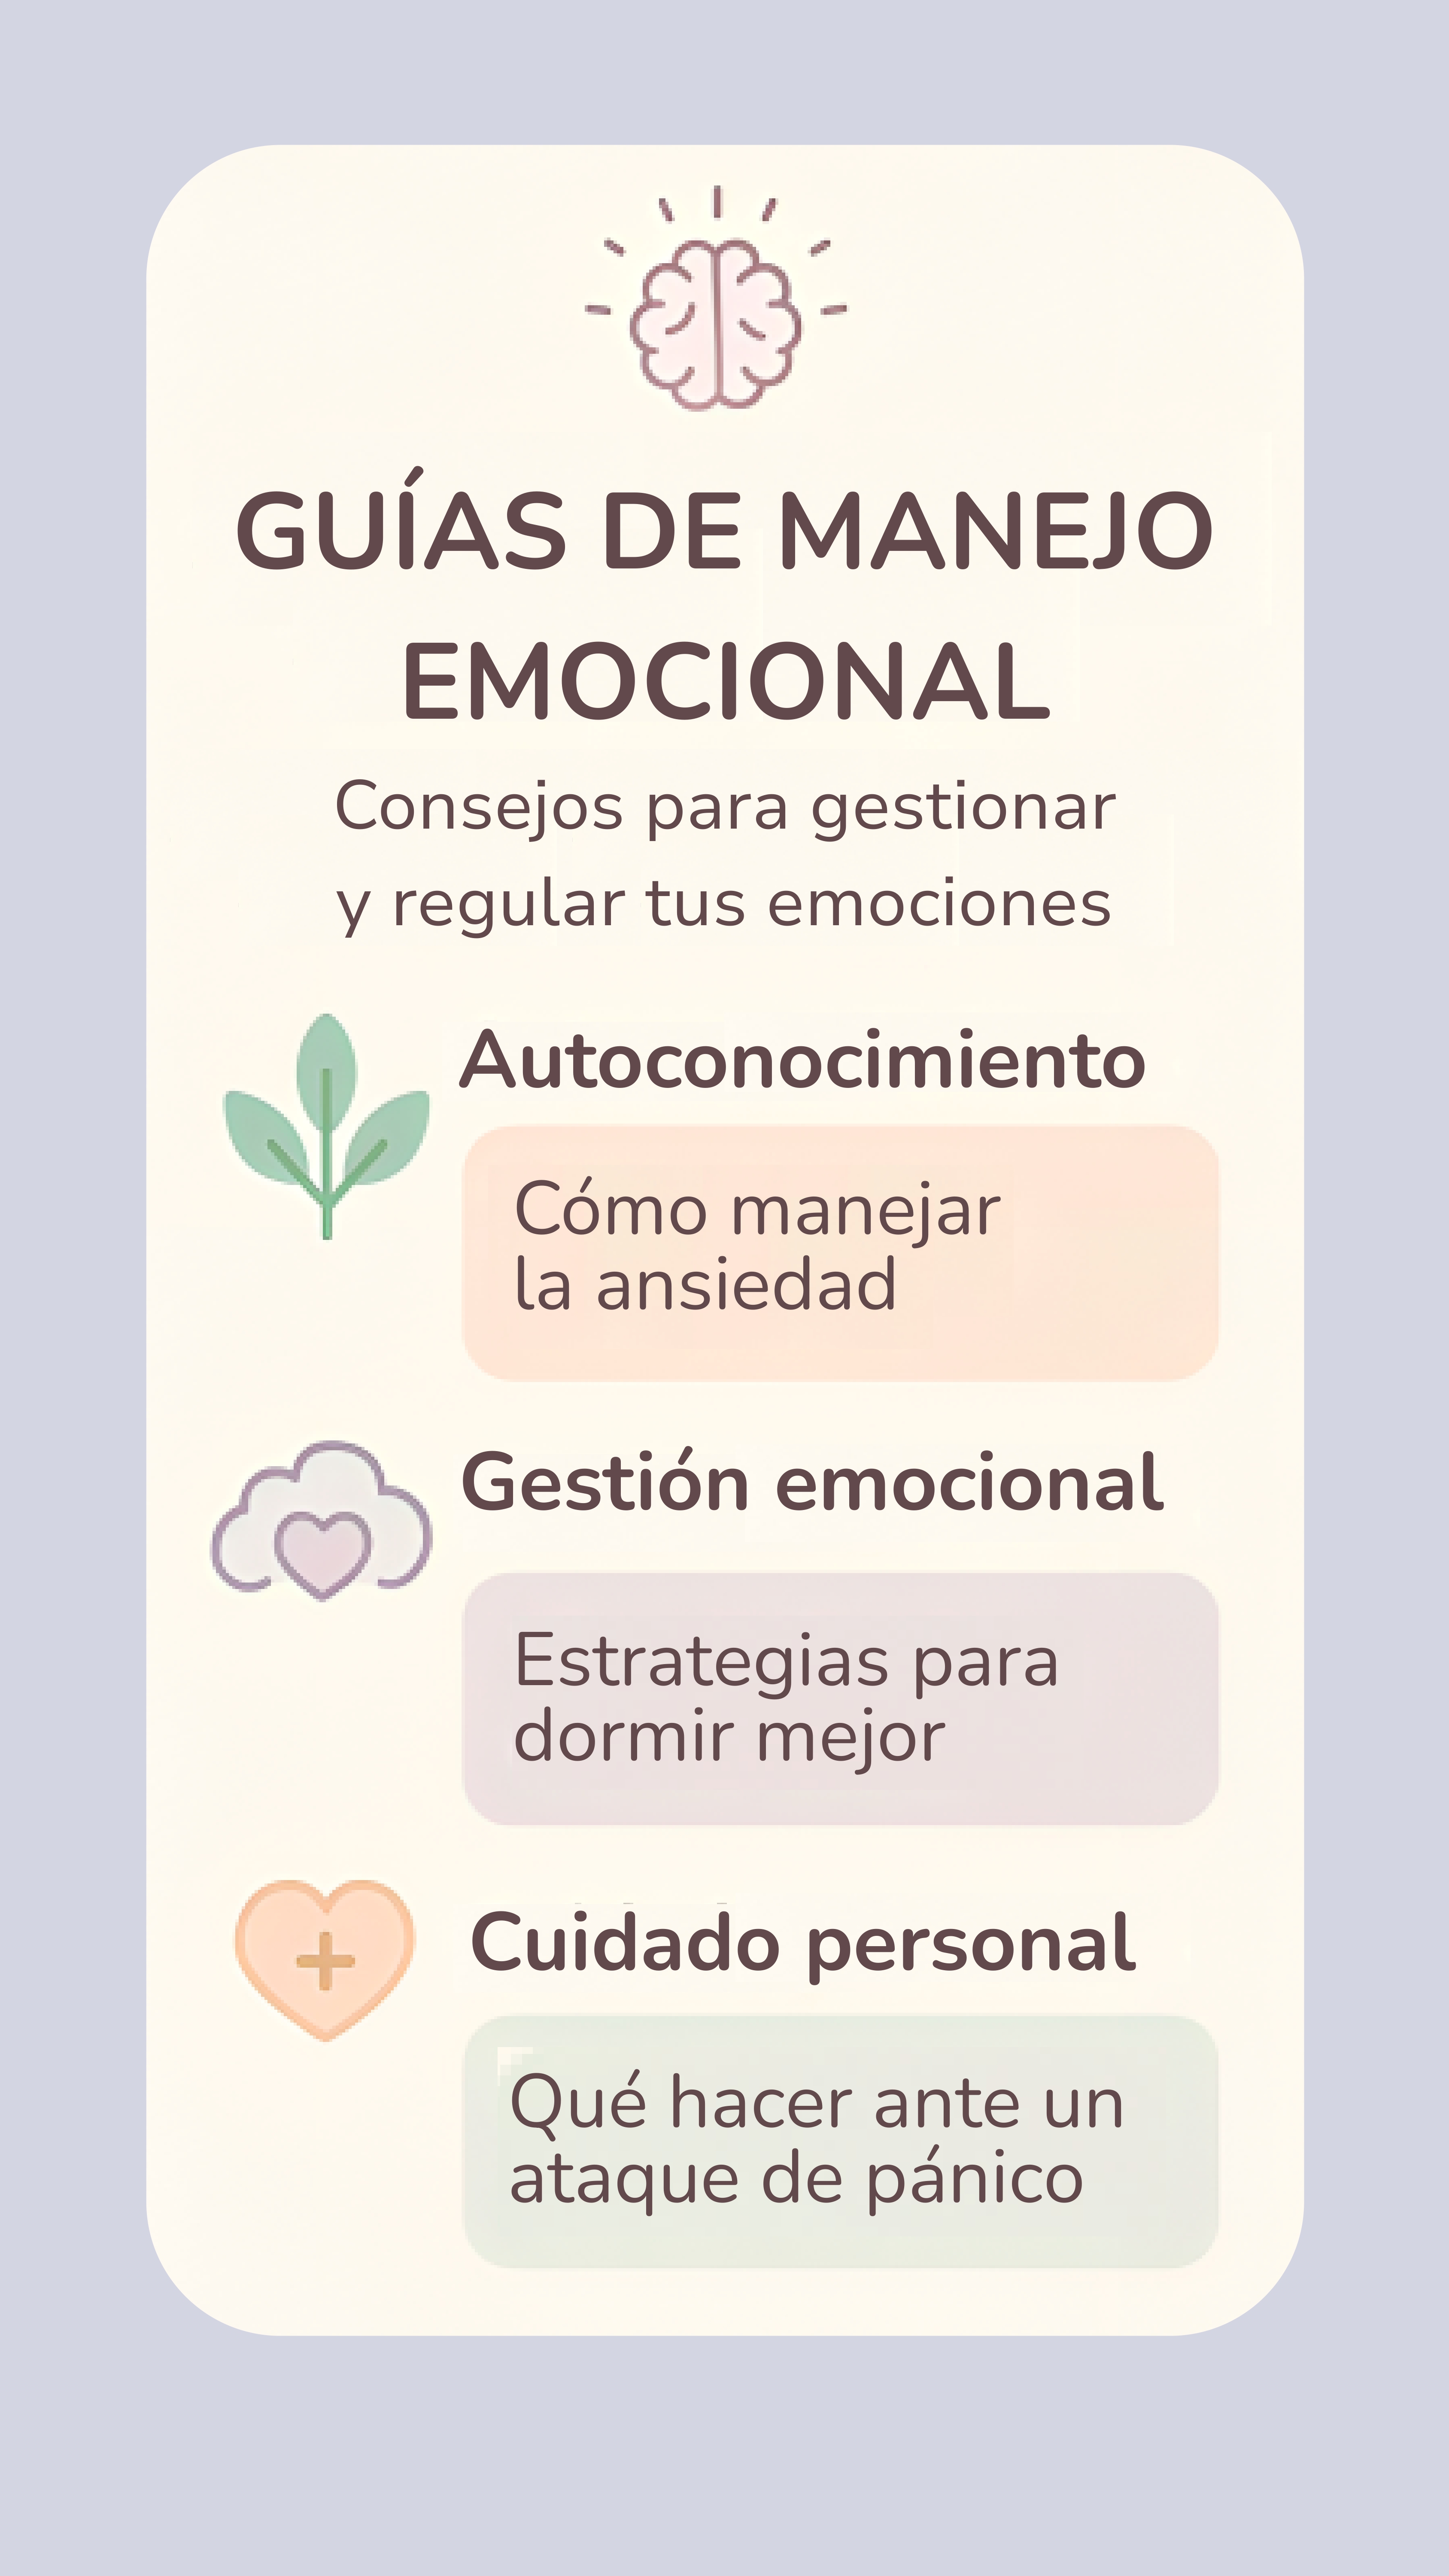 GUÍAS DE MANEJO
EMOCIONAL
Consejos para gestionar
y regular tus emociones
Autoconocimiento
Cómo manejar
la ansiedad
Gestión emocional
Estrategias para
dormir mejor
Cuidado personal
Qué hacer ante un
ataque de pánico